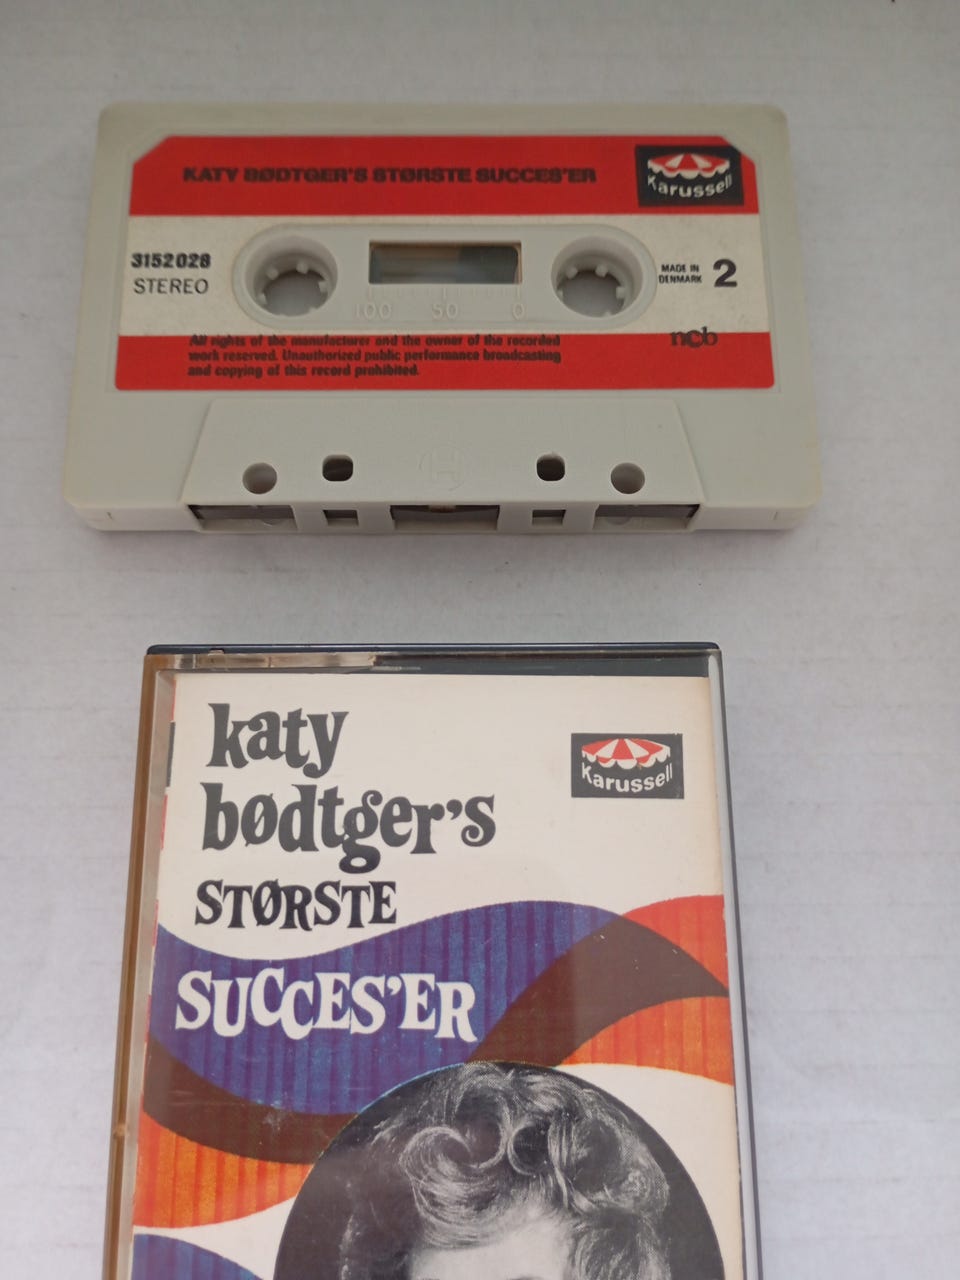 KATY BØDTGER'S STØRSTE SUCCES'ER
Karussell
3152028
STEREO
MADE IN
DENMARK
2
100 50 0
ncb
All rights of the manufacturer and the owner of the recorded
work reserved. Unauthorized public performance broadcasting
and copying of this record prohibited.
katy
bødtger's
STØRSTE
SUCCES'ER
Karussell